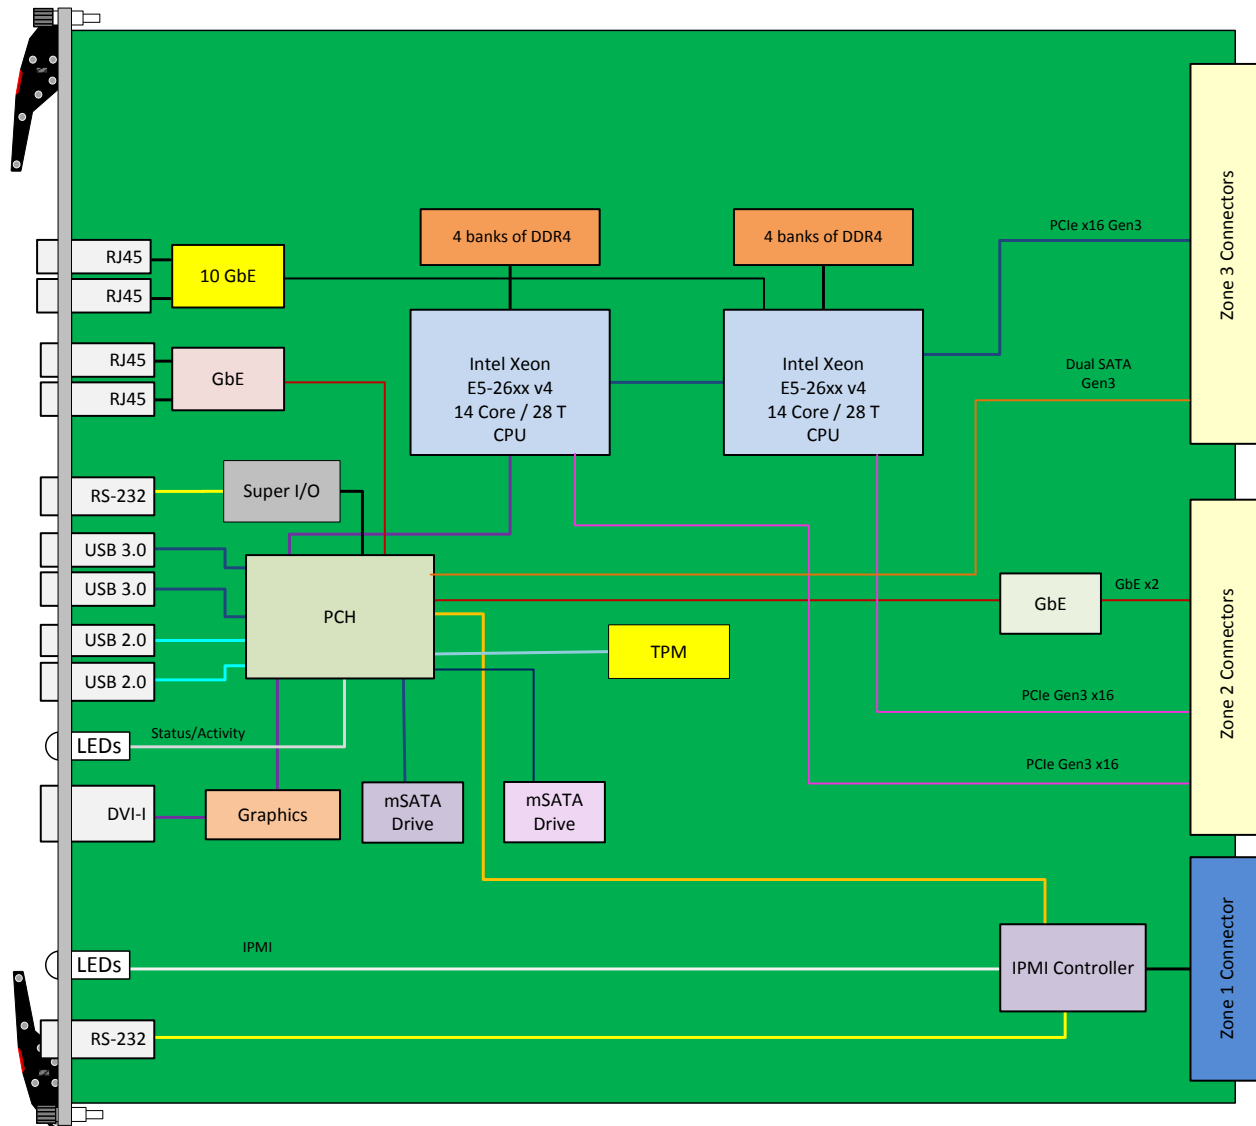 4 banks of DDR4
4 banks of DDR4
PCIe x16 Gen3
Zone 3 Connectors
RJ45
10 GbE
RJ45
RJ45
GbE
RJ45
Intel Xeon
E5-26xx v4
14 Core / 28 T
CPU
Intel Xeon
E5-26xx v4
14 Core / 28 T
CPU
Dual SATA
Gen3
RS-232
Super I/O
USB 3.0
USB 3.0
USB 2.0
USB 2.0
PCH
TPM
GbE
GbE x2
Zone 2 Connectors
PCIe Gen3 x16
PCIe Gen3 x16
Status/Activity
LEDs
DVI-I
Graphics
mSATA
Drive
mSATA
Drive
IPMI
LEDs
IPMI Controller
Zone 1 Connector
RS-232